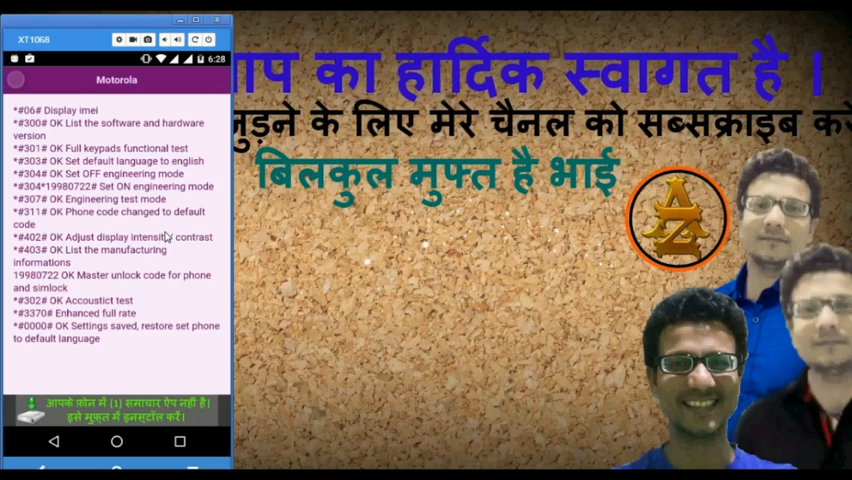 XT1068
6:28
Motorola
*#06# Display imei
*#300# OK List the software and hardware
version
*#301# OK Full keypads functional test
*#303# OK Set default language to english
*#304# OK Set OFF engineering mode
*#304*19980722# Set ON engineering mode
*#307# OK Engineering test mode
*#311# OK Phone code changed to default
code
*#402# OK Adjust display intensity contrast
*#403# OK List the manufacturing
informations
19980722 OK Master unlock code for phone
and simlock
*#302# OK Accoustict test
*#3370# Enhanced full rate
*#0000# OK Settings saved, restore set phone
to default language
आपके फ़ोन में (1) समाचार ऐप नहीं है।
इसे मुफ़्त में इनस्टॉल करें।
का हार्दिक स्वागत है ।
के लिए मेरे चैनल को सब्सक्राइब
बिलकुल मुफ्त है भाई
AZ